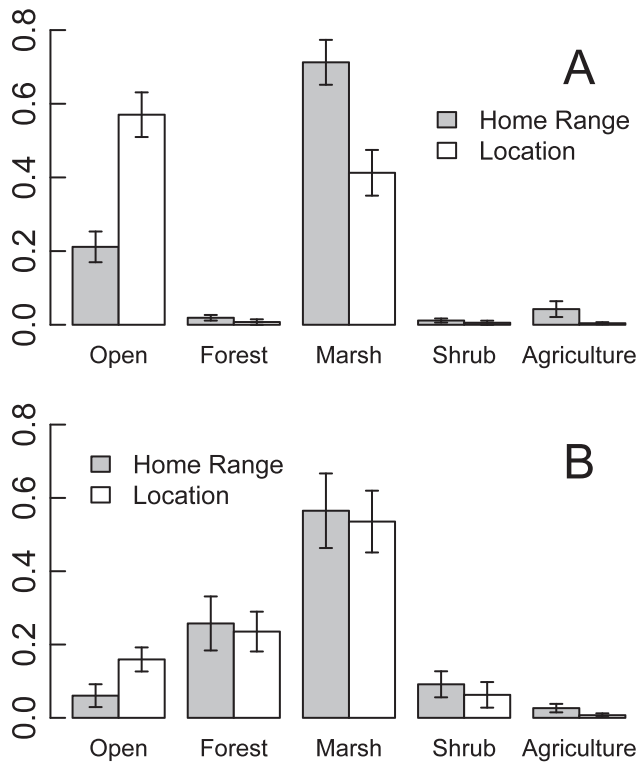 0.8
A
Home Range
0.6
Location
0.4
0.2
0.0
Open Forest Marsh Shrub Agriculture
0.8
B
Home Range
Location
0.6
0.4
0.2
0.0
Open Forest Marsh Shrub Agriculture